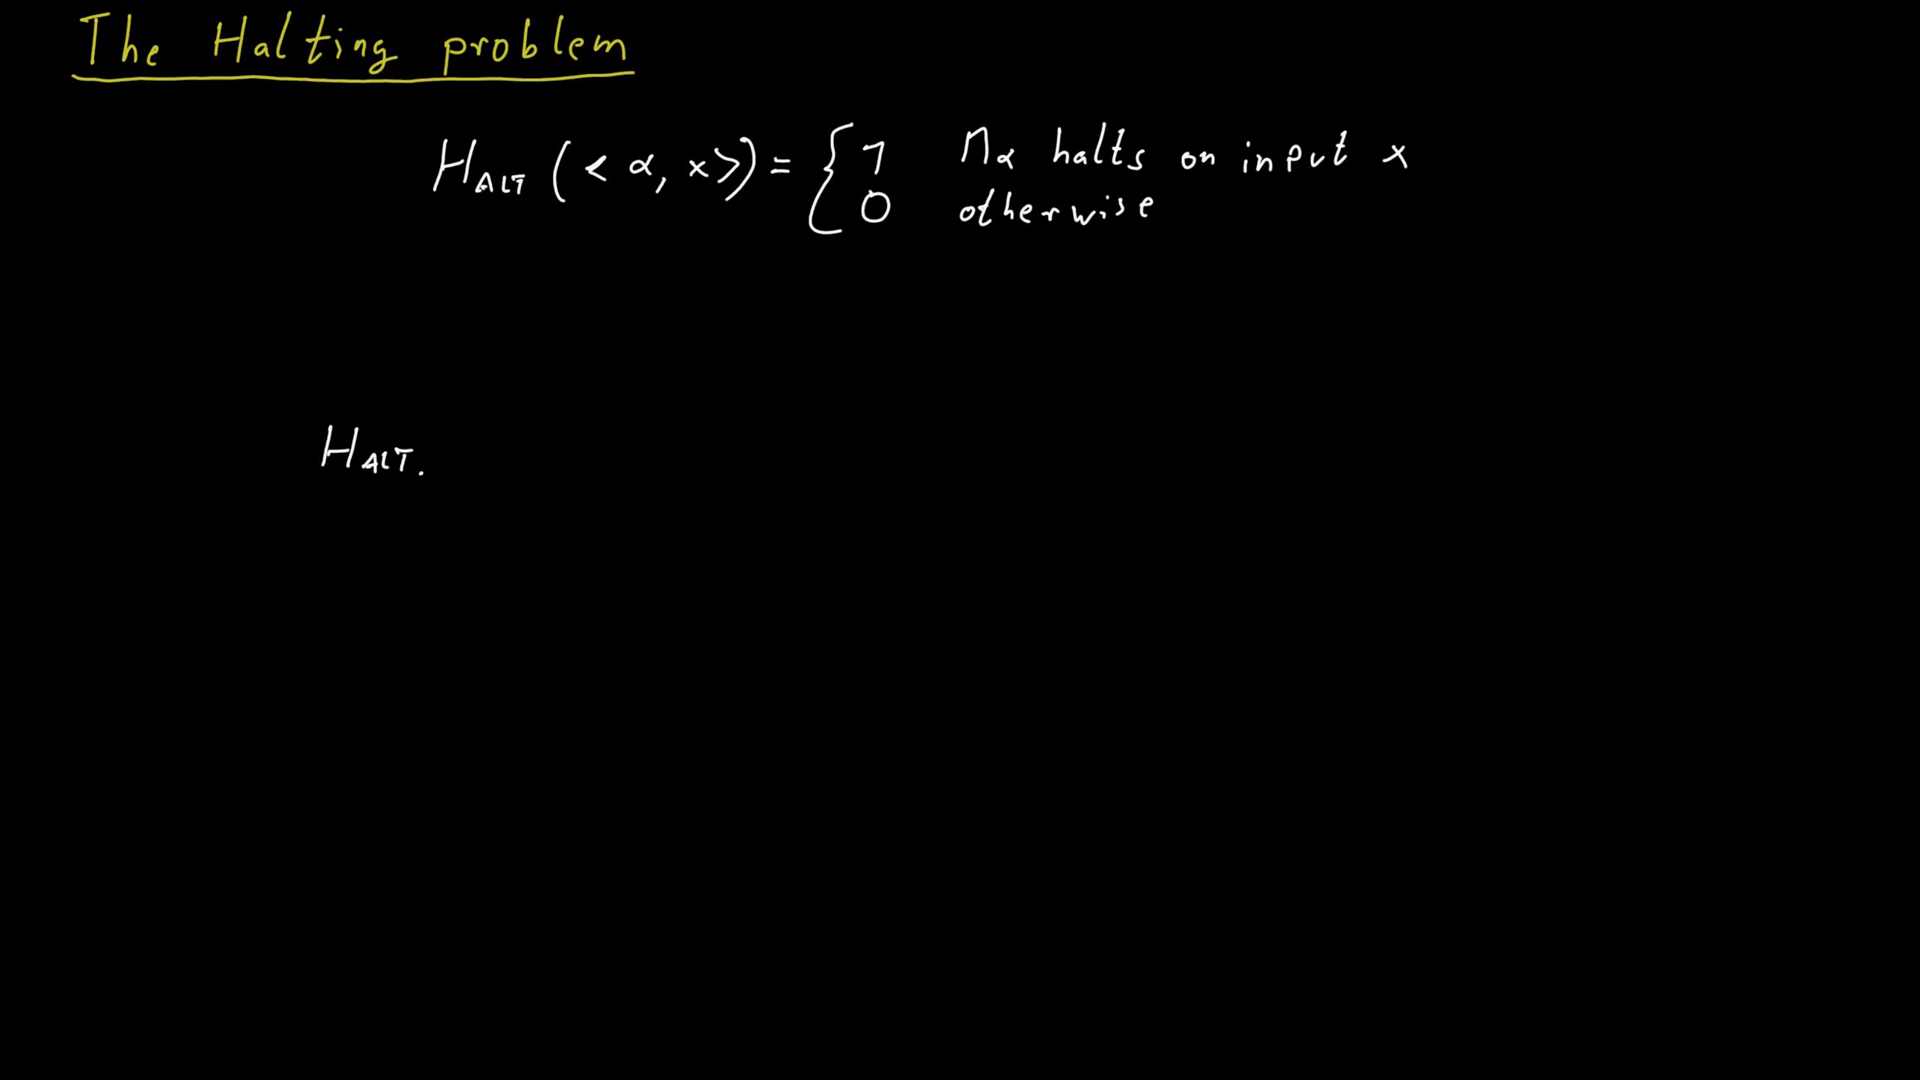 The Halting problem
HALT (< α, x >) = { 1 Mα halts on input x
0 otherwise
HALT.